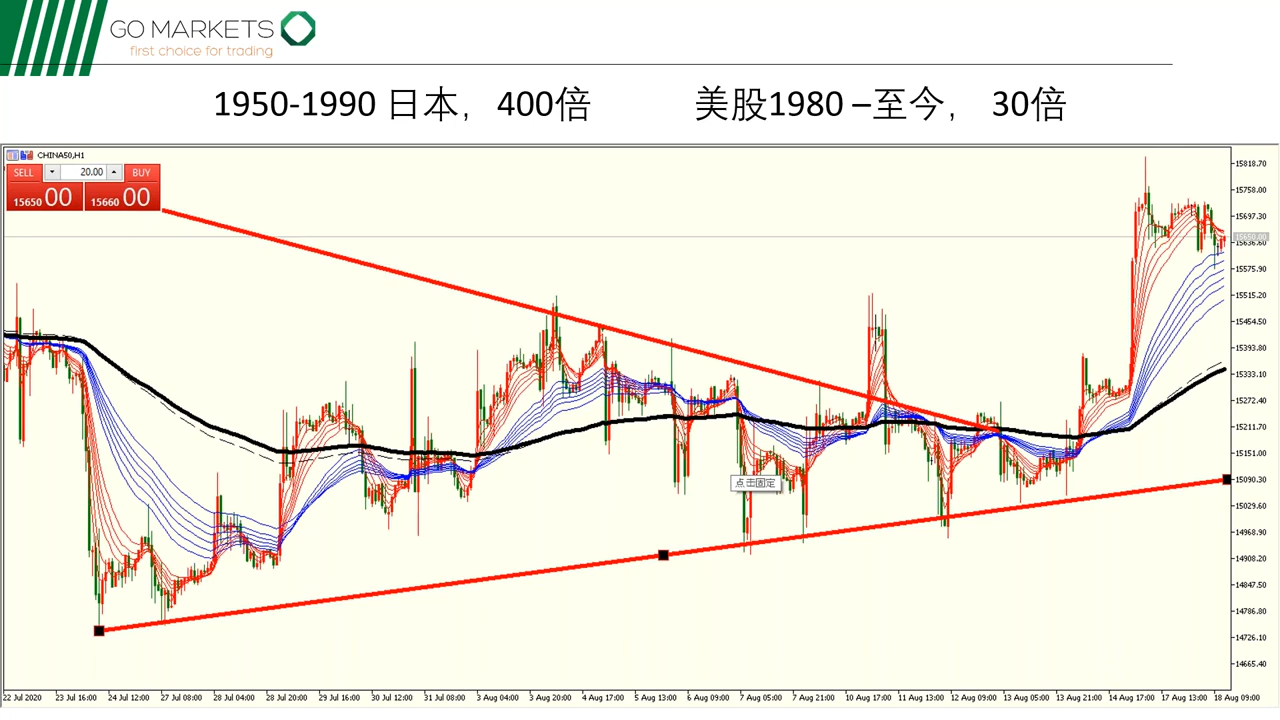 GO MARKETS
first choice for trading
1950-1990 日本， 400倍 美股1980 –至今， 30倍
CHINA50,H1
SELL 20.00 BUY
15650 00 15660 00
15818.70
15758.00
15697.30
15650.00
15636.60
15575.90
15515.20
15454.50
15393.80
15333.10
15272.40
15211.70
15151.00
点击固定
15090.30
15029.60
14968.90
14908.20
14847.50
14786.80
14726.10
14665.40
22 Jul 2020 23 Jul 16:00 24 Jul 12:00 27 Jul 08:00 28 Jul 04:00 28 Jul 20:00 29 Jul 16:00 30 Jul 12:00 31 Jul 08:00 3 Aug 04:00 3 Aug 20:00 4 Aug 17:00 5 Aug 13:00 6 Aug 09:00 7 Aug 05:00 7 Aug 21:00 10 Aug 17:00 11 Aug 13:00 12 Aug 09:00 13 Aug 05:00 13 Aug 21:00 14 Aug 17:00 17 Aug 13:00 18 Aug 09:00